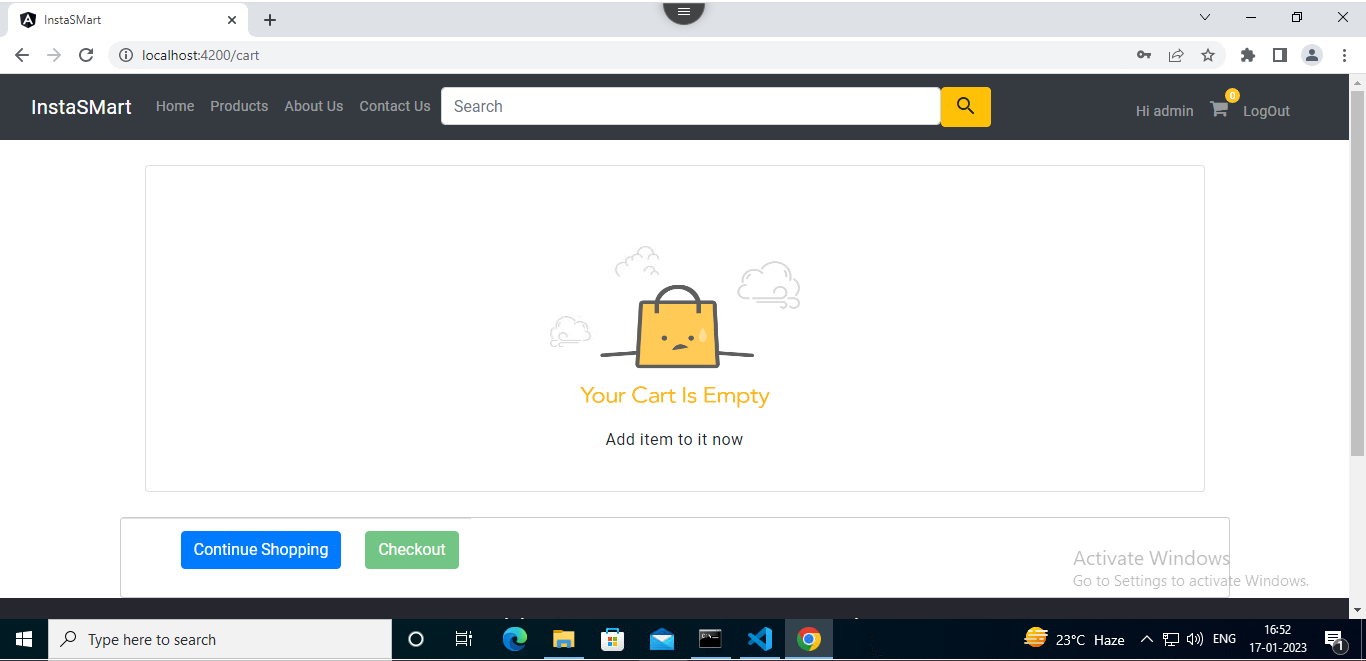 InstaSMart
localhost:4200/cart
InstaSMart Home Products About Us Contact Us Search Hi admin 0 LogOut
Your Cart Is Empty
Add item to it now
Continue Shopping Checkout
Activate Windows
Go to Settings to activate Windows.
Type here to search 23°C Haze ENG 16:52
17-01-2023 1